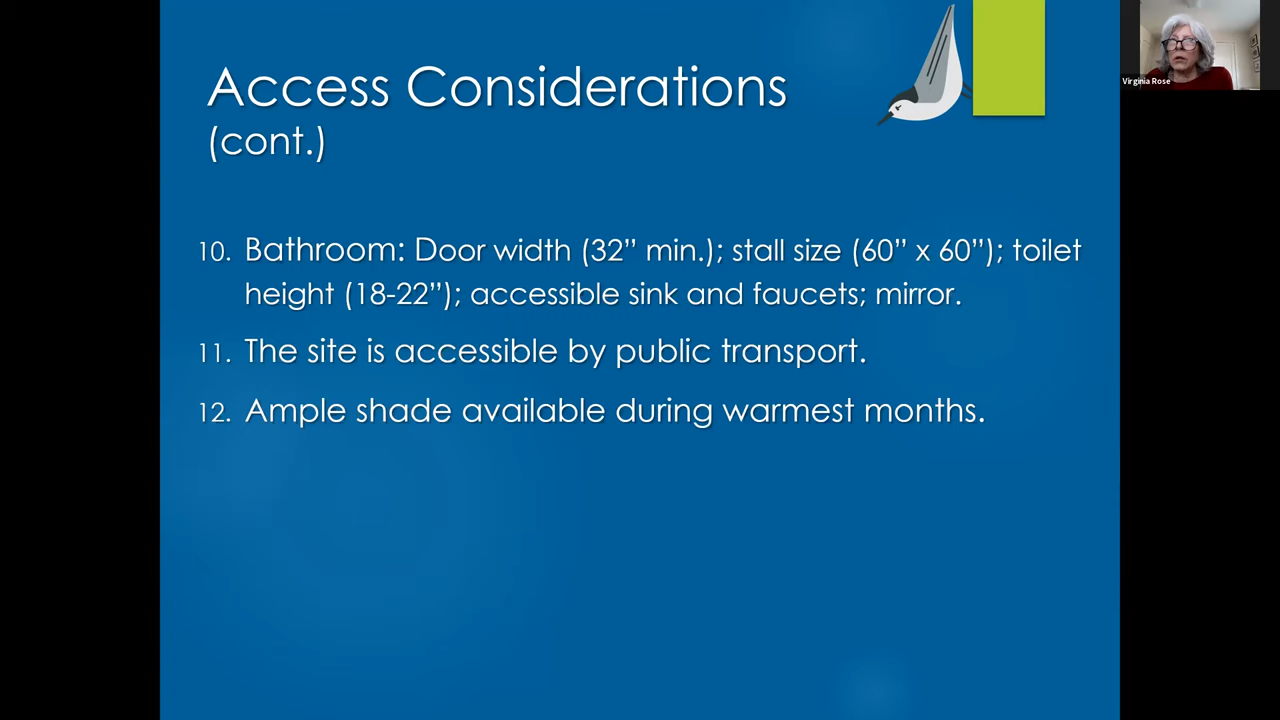 Access Considerations
(cont.)
10. Bathroom: Door width (32” min.); stall size (60” x 60”); toilet
height (18-22”); accessible sink and faucets; mirror.
11. The site is accessible by public transport.
12. Ample shade available during warmest months.
Virginia Rose